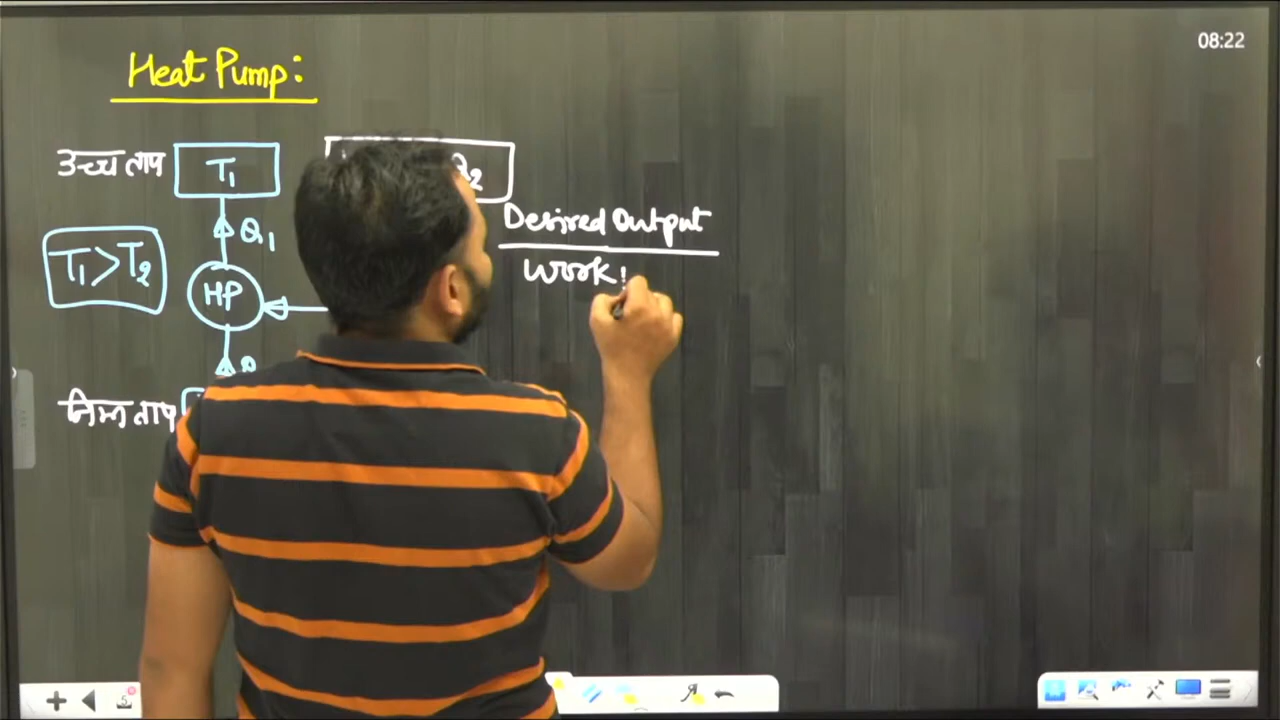 08:22
Heat Pump:
उच्च ताप T₁
Q₂
Q₁
Desired Output
T₁>T₂
Work
HP
निम्न ताप